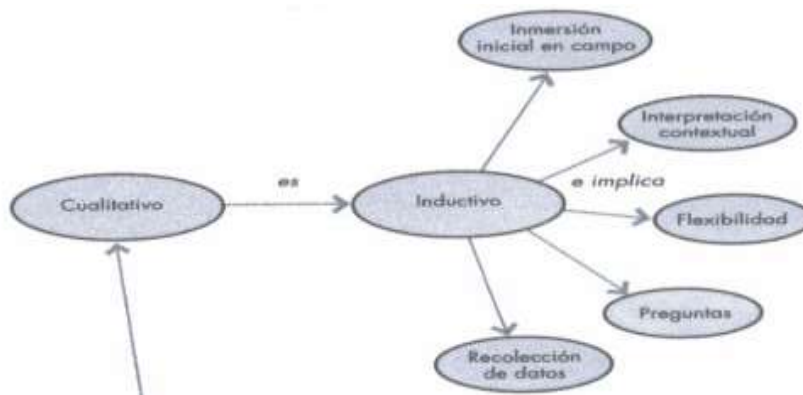 Inmersión
inicial en campo
Interpretación
contextual
es
e implica
Cualitativo
Inductivo
Flexibilidad
Preguntas
Recolección
de datos